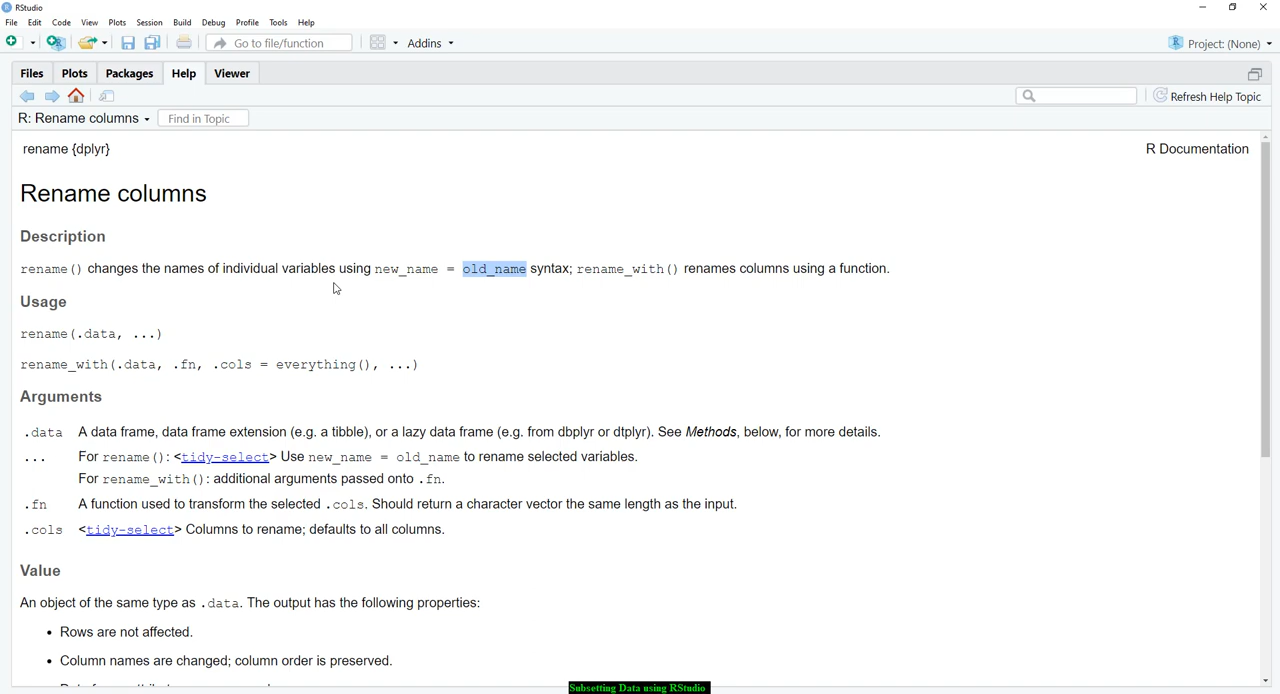 RStudio
File Edit Code View Plots Session Build Debug Profile Tools Help
Go to file/function Addins Project: (None)
Files Plots Packages Help Viewer
Refresh Help Topic
R: Rename columns Find in Topic
rename {dplyr} R Documentation
Rename columns
Description
rename() changes the names of individual variables using new_name = old_name syntax; rename_with() renames columns using a function.
Usage
rename(.data, ...)
rename_with(.data, .fn, .cols = everything(), ...)
Arguments
.data A data frame, data frame extension (e.g. a tibble), or a lazy data frame (e.g. from dbplyr or dtplyr). See Methods, below, for more details.
... For rename(): <tidy-select> Use new_name = old_name to rename selected variables.
For rename_with(): additional arguments passed onto .fn.
.fn A function used to transform the selected .cols. Should return a character vector the same length as the input.
.cols <tidy-select> Columns to rename; defaults to all columns.
Value
An object of the same type as .data. The output has the following properties:
• Rows are not affected.
• Column names are changed; column order is preserved.
Subsetting Data using RStudio